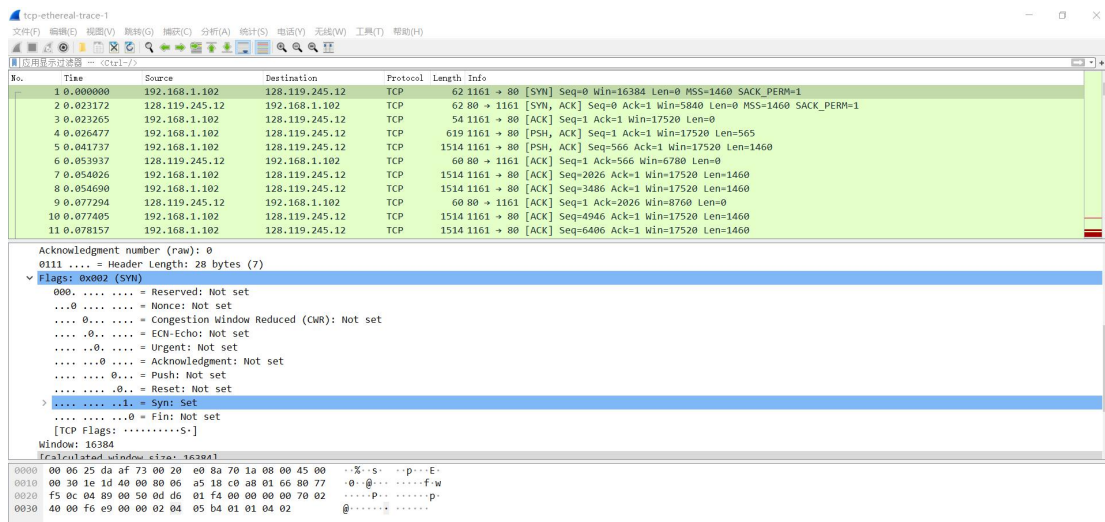 tcp-ethereal-trace-1
文件(F) 编辑(E) 视图(V) 跳转(G) 捕获(C) 分析(A) 统计(S) 电话(Y) 无线(W) 工具(T) 帮助(H)
应用显示过滤器 … <Ctrl-/>
No. Time Source Destination Protocol Length Info
1 0.000000 192.168.1.102 128.119.245.12 TCP 62 1161 → 80 [SYN] Seq=0 Win=16384 Len=0 MSS=1460 SACK_PERM=1
2 0.023172 128.119.245.12 192.168.1.102 TCP 62 80 → 1161 [SYN, ACK] Seq=0 Ack=1 Win=5840 Len=0 MSS=1460 SACK_PERM=1
3 0.023265 192.168.1.102 128.119.245.12 TCP 54 1161 → 80 [ACK] Seq=1 Ack=1 Win=17520 Len=0
4 0.026477 192.168.1.102 128.119.245.12 TCP 619 1161 → 80 [PSH, ACK] Seq=1 Ack=1 Win=17520 Len=565
5 0.041737 192.168.1.102 128.119.245.12 TCP 1514 1161 → 80 [PSH, ACK] Seq=566 Ack=1 Win=17520 Len=1460
6 0.053937 128.119.245.12 192.168.1.102 TCP 60 80 → 1161 [ACK] Seq=1 Ack=566 Win=6780 Len=0
7 0.054026 192.168.1.102 128.119.245.12 TCP 1514 1161 → 80 [ACK] Seq=2026 Ack=1 Win=17520 Len=1460
8 0.054690 192.168.1.102 128.119.245.12 TCP 1514 1161 → 80 [ACK] Seq=3486 Ack=1 Win=17520 Len=1460
9 0.077294 128.119.245.12 192.168.1.102 TCP 60 80 → 1161 [ACK] Seq=1 Ack=2026 Win=8760 Len=0
10 0.077405 192.168.1.102 128.119.245.12 TCP 1514 1161 → 80 [ACK] Seq=4946 Ack=1 Win=17520 Len=1460
11 0.078157 192.168.1.102 128.119.245.12 TCP 1514 1161 → 80 [ACK] Seq=6406 Ack=1 Win=17520 Len=1460
Acknowledgment number (raw): 0
0111 .... = Header Length: 28 bytes (7)
Flags: 0x002 (SYN)
000. .... .... = Reserved: Not set
...0 .... .... = Nonce: Not set
.... 0... .... = Congestion Window Reduced (CWR): Not set
.... .0.. .... = ECN-Echo: Not set
.... ..0. .... = Urgent: Not set
.... ...0 .... = Acknowledgment: Not set
.... .... 0... = Push: Not set
.... .... .0.. = Reset: Not set
.... .... ..1. = Syn: Set
.... .... ...0 = Fin: Not set
[TCP Flags: ··········S·]
Window: 16384
[Calculated window size: 16384]
0000 00 06 25 da af 73 00 20 e0 8a 70 1a 08 00 45 00 ··%··s· ··p···E·
0010 00 30 1e 1d 40 00 80 06 a5 18 c0 a8 01 66 80 77 ·0··@··· ·····f·w
0020 f5 0c 04 89 00 50 0d d6 01 f4 00 00 00 00 70 02 ·····P·· ······p·
0030 40 00 f6 e9 00 00 02 04 05 b4 01 01 04 02 @······· ······